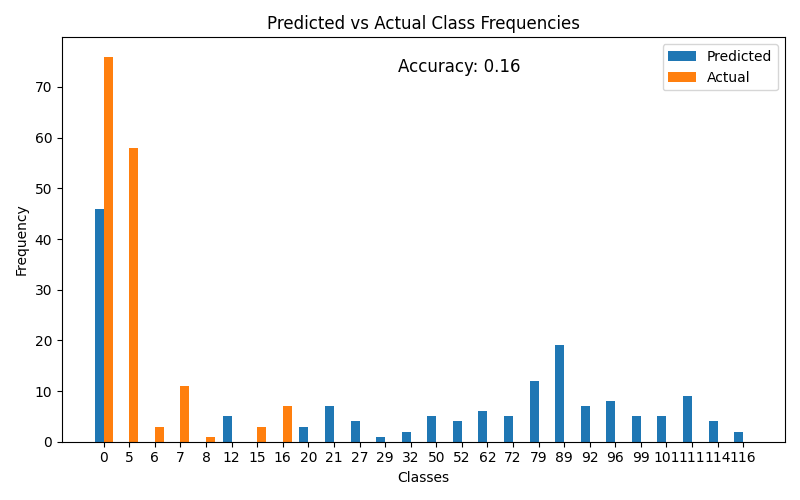 Predicted vs Actual Class Frequencies
Accuracy: 0.16
Predicted
Actual
Frequency
70
60
50
40
30
20
10
0
0 5 6 7 8 12 15 16 20 21 27 29 32 50 52 62 72 79 89 92 96 99 101 111 114 116
Classes